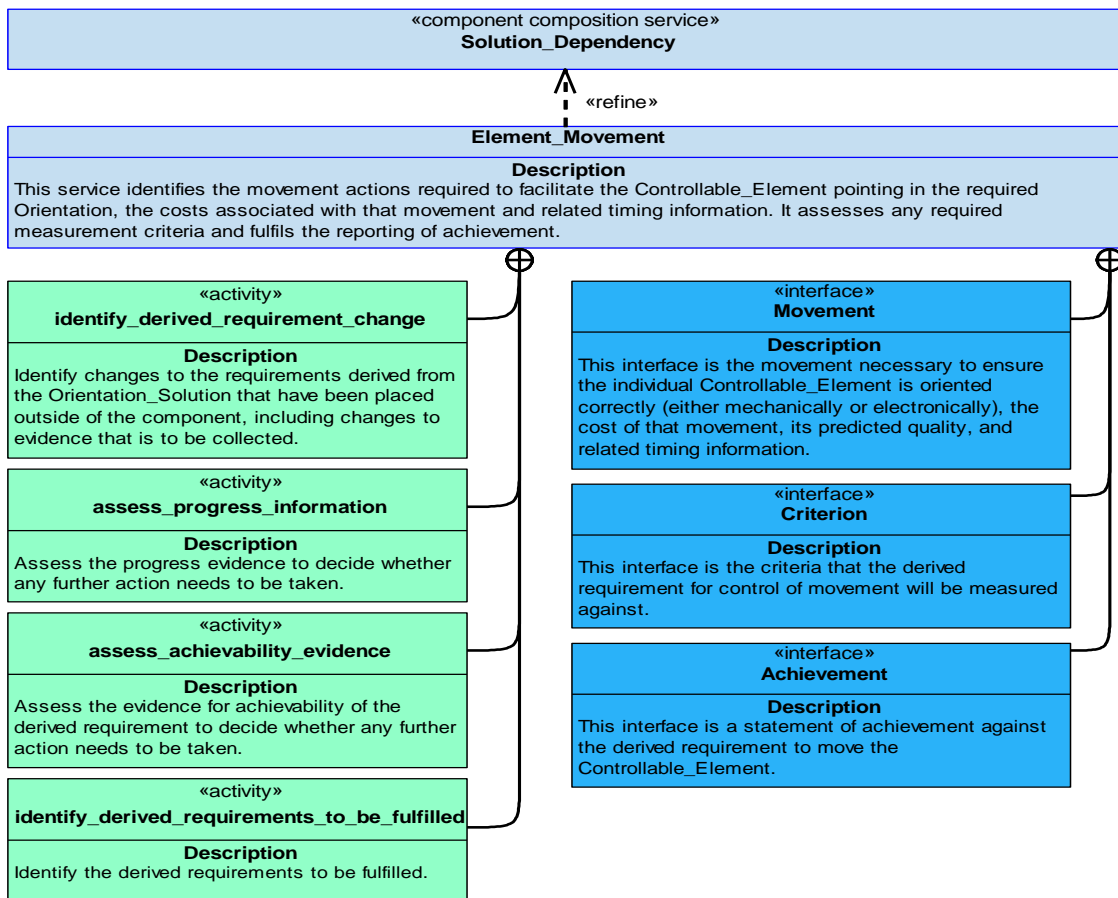 «component composition service»
Solution_Dependency
«refine»
Element_Movement
Description
This service identifies the movement actions required to facilitate the Controllable_Element pointing in the required
Orientation, the costs associated with that movement and related timing information. It assesses any required
measurement criteria and fulfils the reporting of achievement.
«activity»
identify_derived_requirement_change
Description
Identify changes to the requirements derived from
the Orientation_Solution that have been placed
outside of the component, including changes to
evidence that is to be collected.
«activity»
assess_progress_information
Description
Assess the progress evidence to decide whether
any further action needs to be taken.
«activity»
assess_achievability_evidence
Description
Assess the evidence for achievability of the
derived requirement to decide whether any further
action needs to be taken.
«activity»
identify_derived_requirements_to_be_fulfilled
Description
Identify the derived requirements to be fulfilled.
«interface»
Movement
Description
This interface is the movement necessary to ensure
the individual Controllable_Element is oriented
correctly (either mechanically or electronically), the
cost of that movement, its predicted quality, and
related timing information.
«interface»
Criterion
Description
This interface is the criteria that the derived
requirement for control of movement will be measured
against.
«interface»
Achievement
Description
This interface is a statement of achievement against
the derived requirement to move the
Controllable_Element.